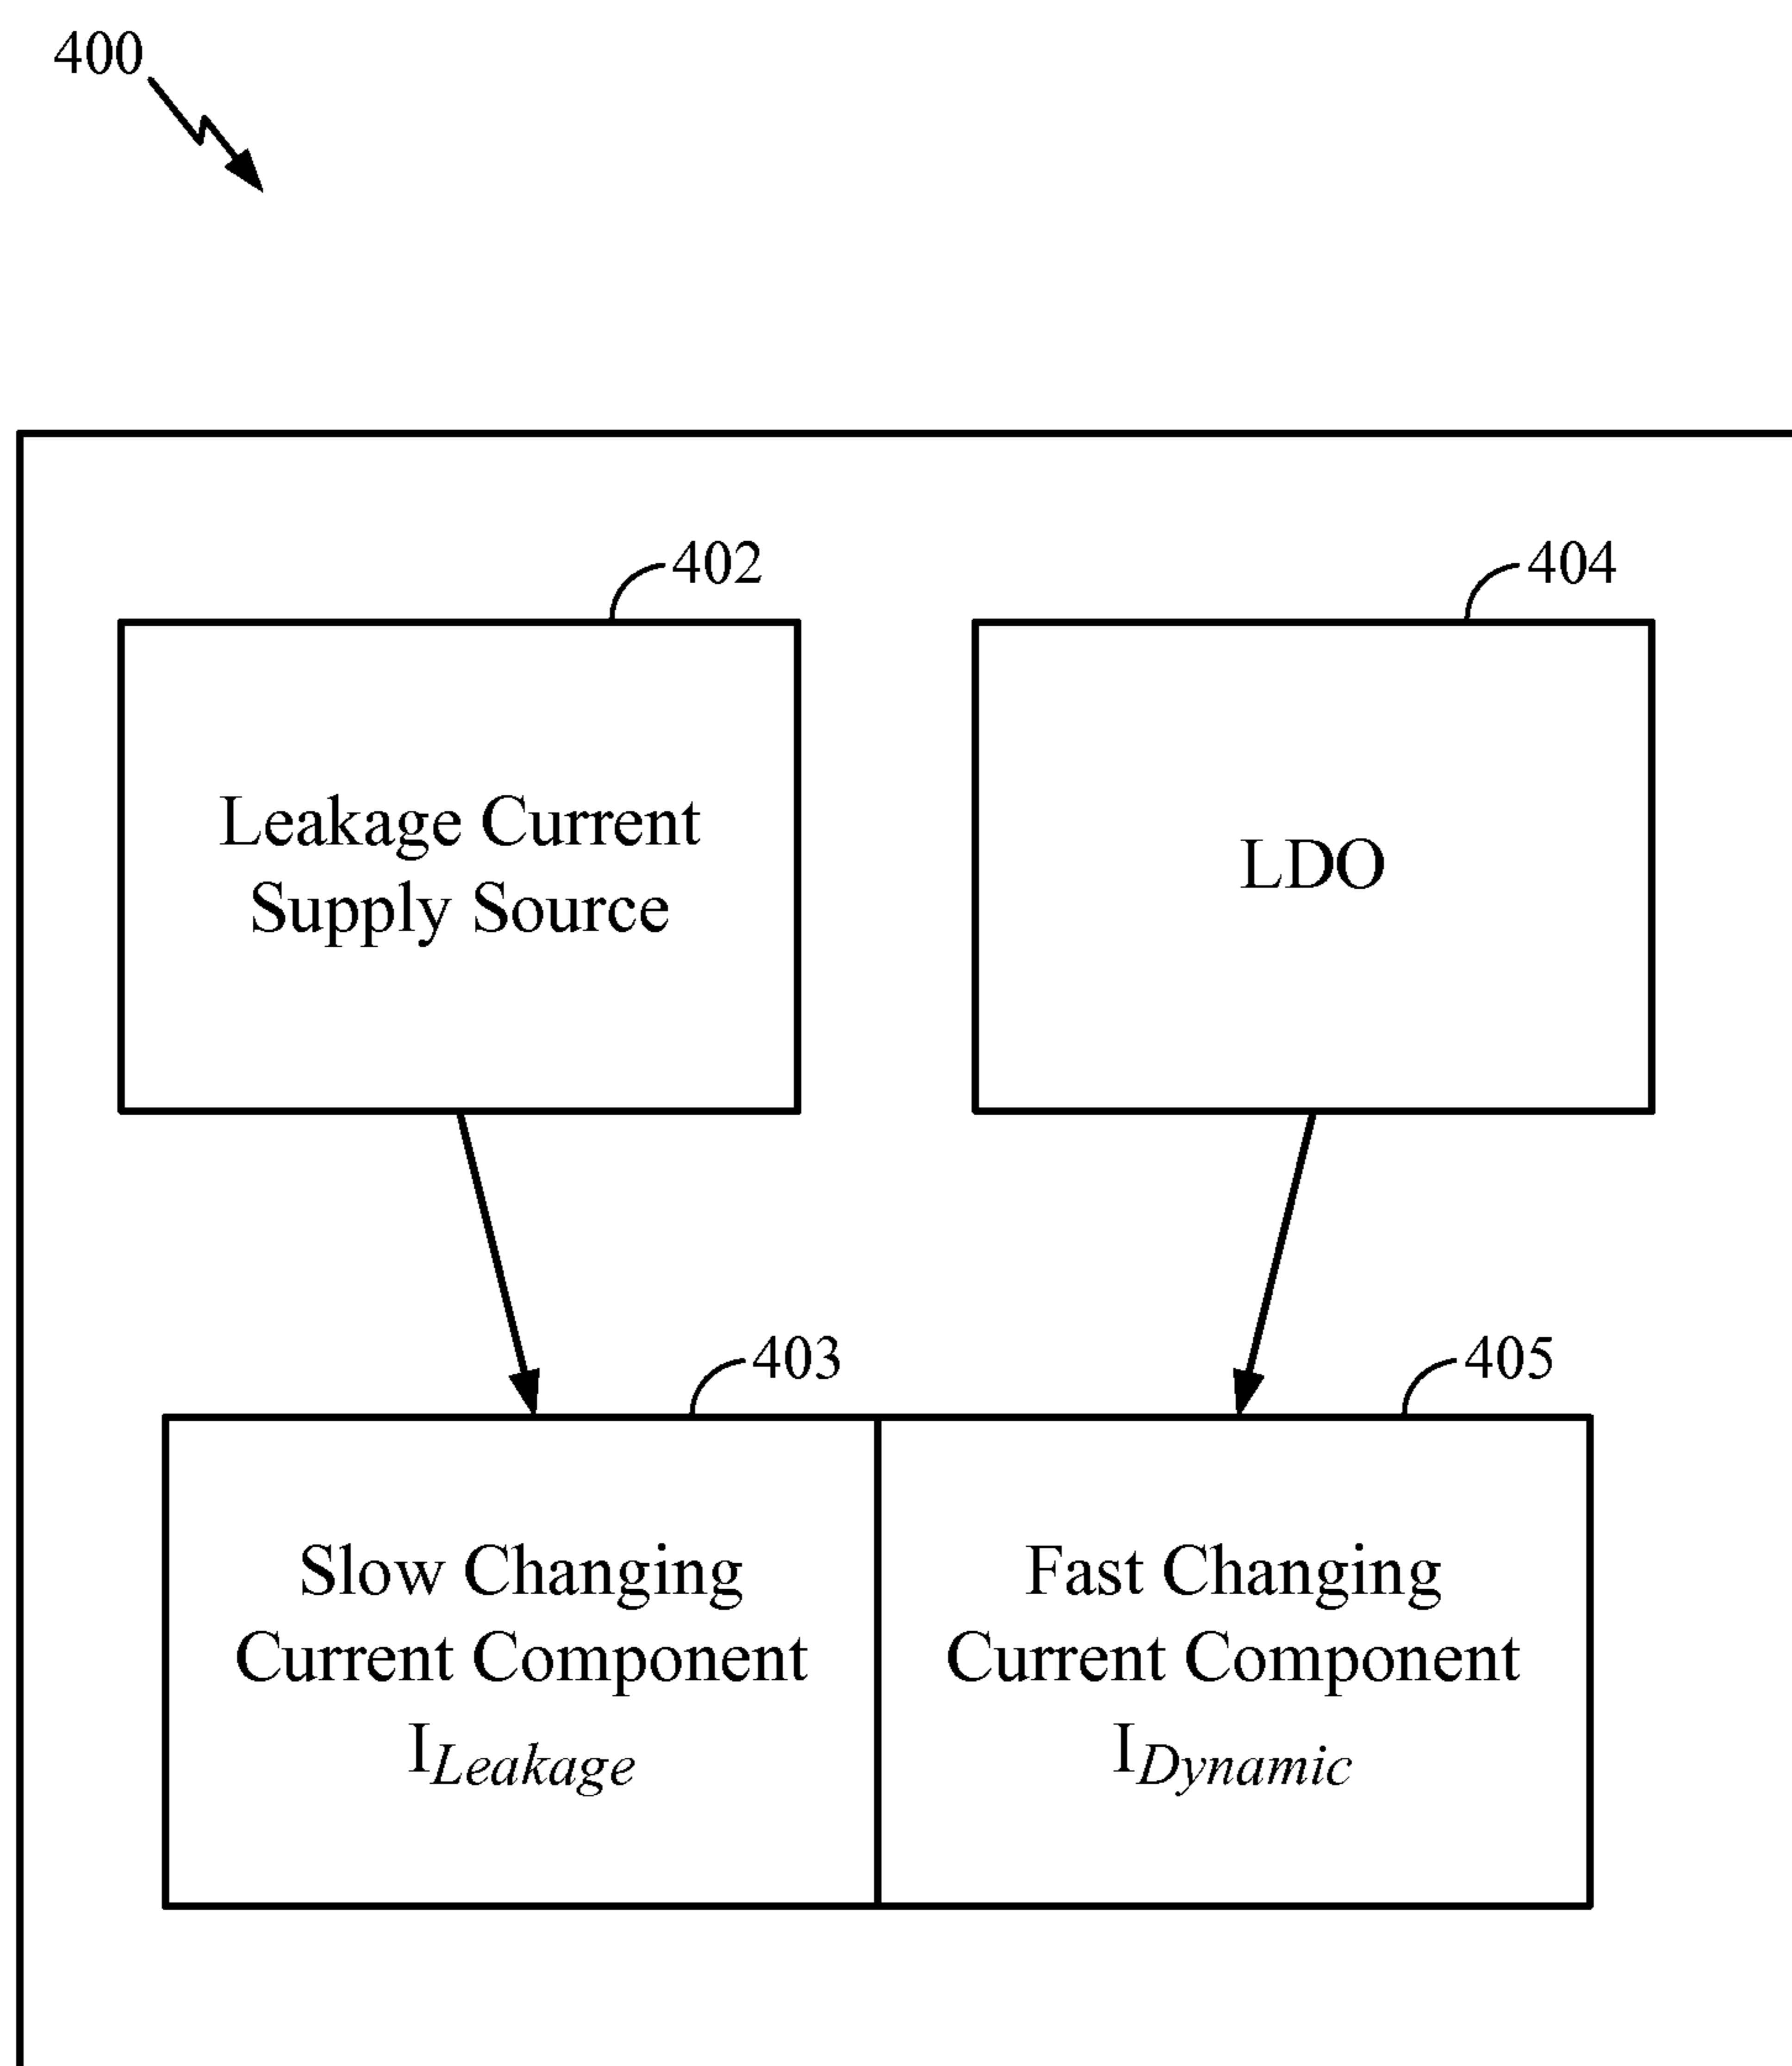 400
402
404
Leakage Current
Supply Source
LDO
403
405
Slow Changing
Current Component
I_Leakage
Fast Changing
Current Component
I_Dynamic